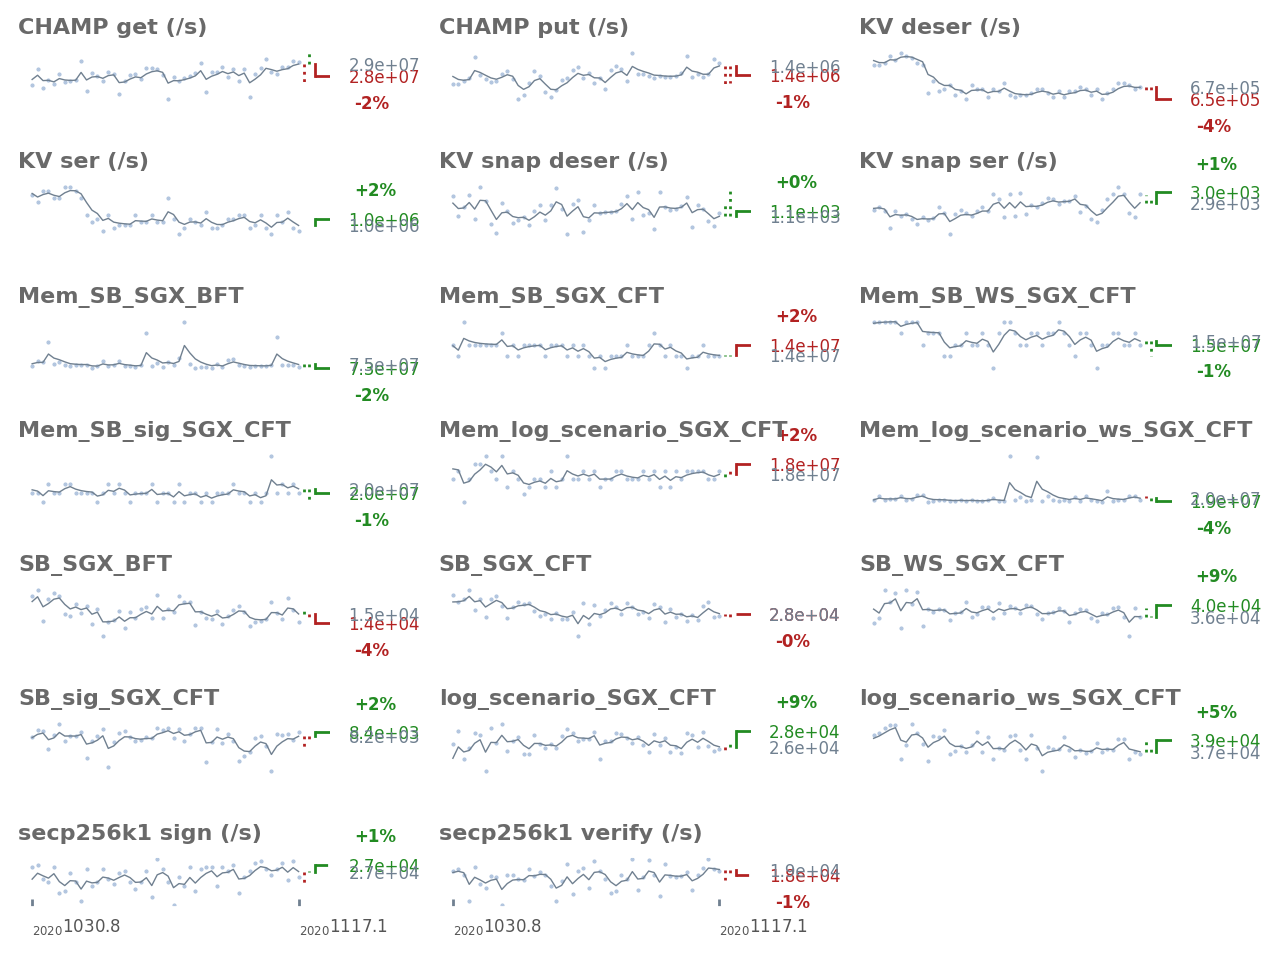 CHAMP get (/s)
2.9e+07
2.8e+07
-2%
CHAMP put (/s)
1.4e+06
1.4e+06
-1%
KV deser (/s)
6.7e+05
6.5e+05
-4%
KV ser (/s)
+2%
1.0e+06
1.0e+06
KV snap deser (/s)
+0%
1.1e+03
1.1e+03
KV snap ser (/s)
+1%
3.0e+03
2.9e+03
Mem_SB_SGX_BFT
7.5e+07
7.3e+07
-2%
Mem_SB_SGX_CFT
+2%
1.4e+07
1.4e+07
Mem_SB_WS_SGX_CFT
1.5e+07
1.5e+07
-1%
Mem_SB_sig_SGX_CFT
2.0e+07
2.0e+07
-1%
Mem_log_scenario_SGX_CFT
+2%
1.8e+07
1.8e+07
Mem_log_scenario_ws_SGX_CFT
2.0e+07
1.9e+07
-4%
SB_SGX_BFT
1.5e+04
1.4e+04
-4%
SB_SGX_CFT
2.8e+04
2.8e+04
-0%
SB_WS_SGX_CFT
+9%
4.0e+04
3.6e+04
SB_sig_SGX_CFT
+2%
8.4e+03
8.2e+03
log_scenario_SGX_CFT
+9%
2.8e+04
2.6e+04
log_scenario_ws_SGX_CFT
+5%
3.9e+04
3.7e+04
secp256k1 sign (/s)
+1%
2.7e+04
2.7e+04
secp256k1 verify (/s)
1.9e+04
1.8e+04
-1%
20201030.8
20201117.1
20201030.8
20201117.1